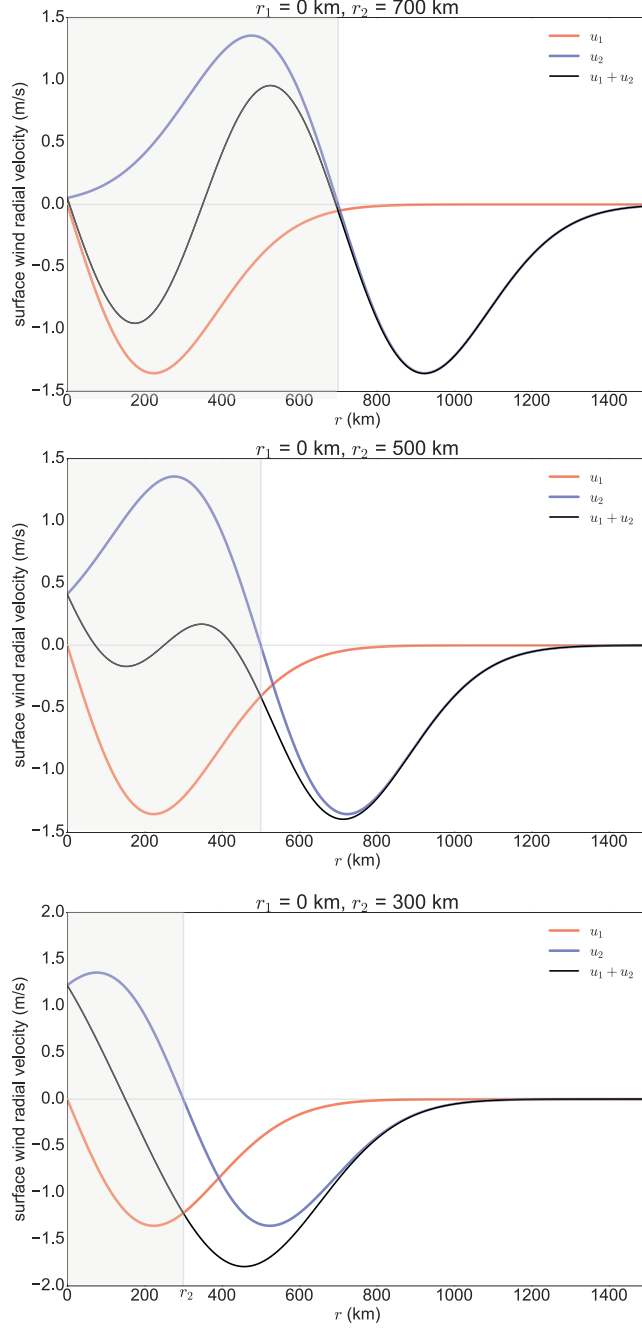 r₁ = 0 km, r₂ = 700 km
1.5
1.0
0.5
0.0
−0.5
−1.0
−1.5
surface wind radial velocity (m/s)
u₁
u₂
u₁ + u₂
0 200 400 600 800 1000 1200 1400
r (km)
r₁ = 0 km, r₂ = 500 km
1.5
1.0
0.5
0.0
−0.5
−1.0
−1.5
surface wind radial velocity (m/s)
u₁
u₂
u₁ + u₂
0 200 400 600 800 1000 1200 1400
r (km)
r₁ = 0 km, r₂ = 300 km
2.0
1.5
1.0
0.5
0.0
−0.5
−1.0
−1.5
−2.0
surface wind radial velocity (m/s)
u₁
u₂
u₁ + u₂
0 200 r₂ 400 600 800 1000 1200 1400
r (km)